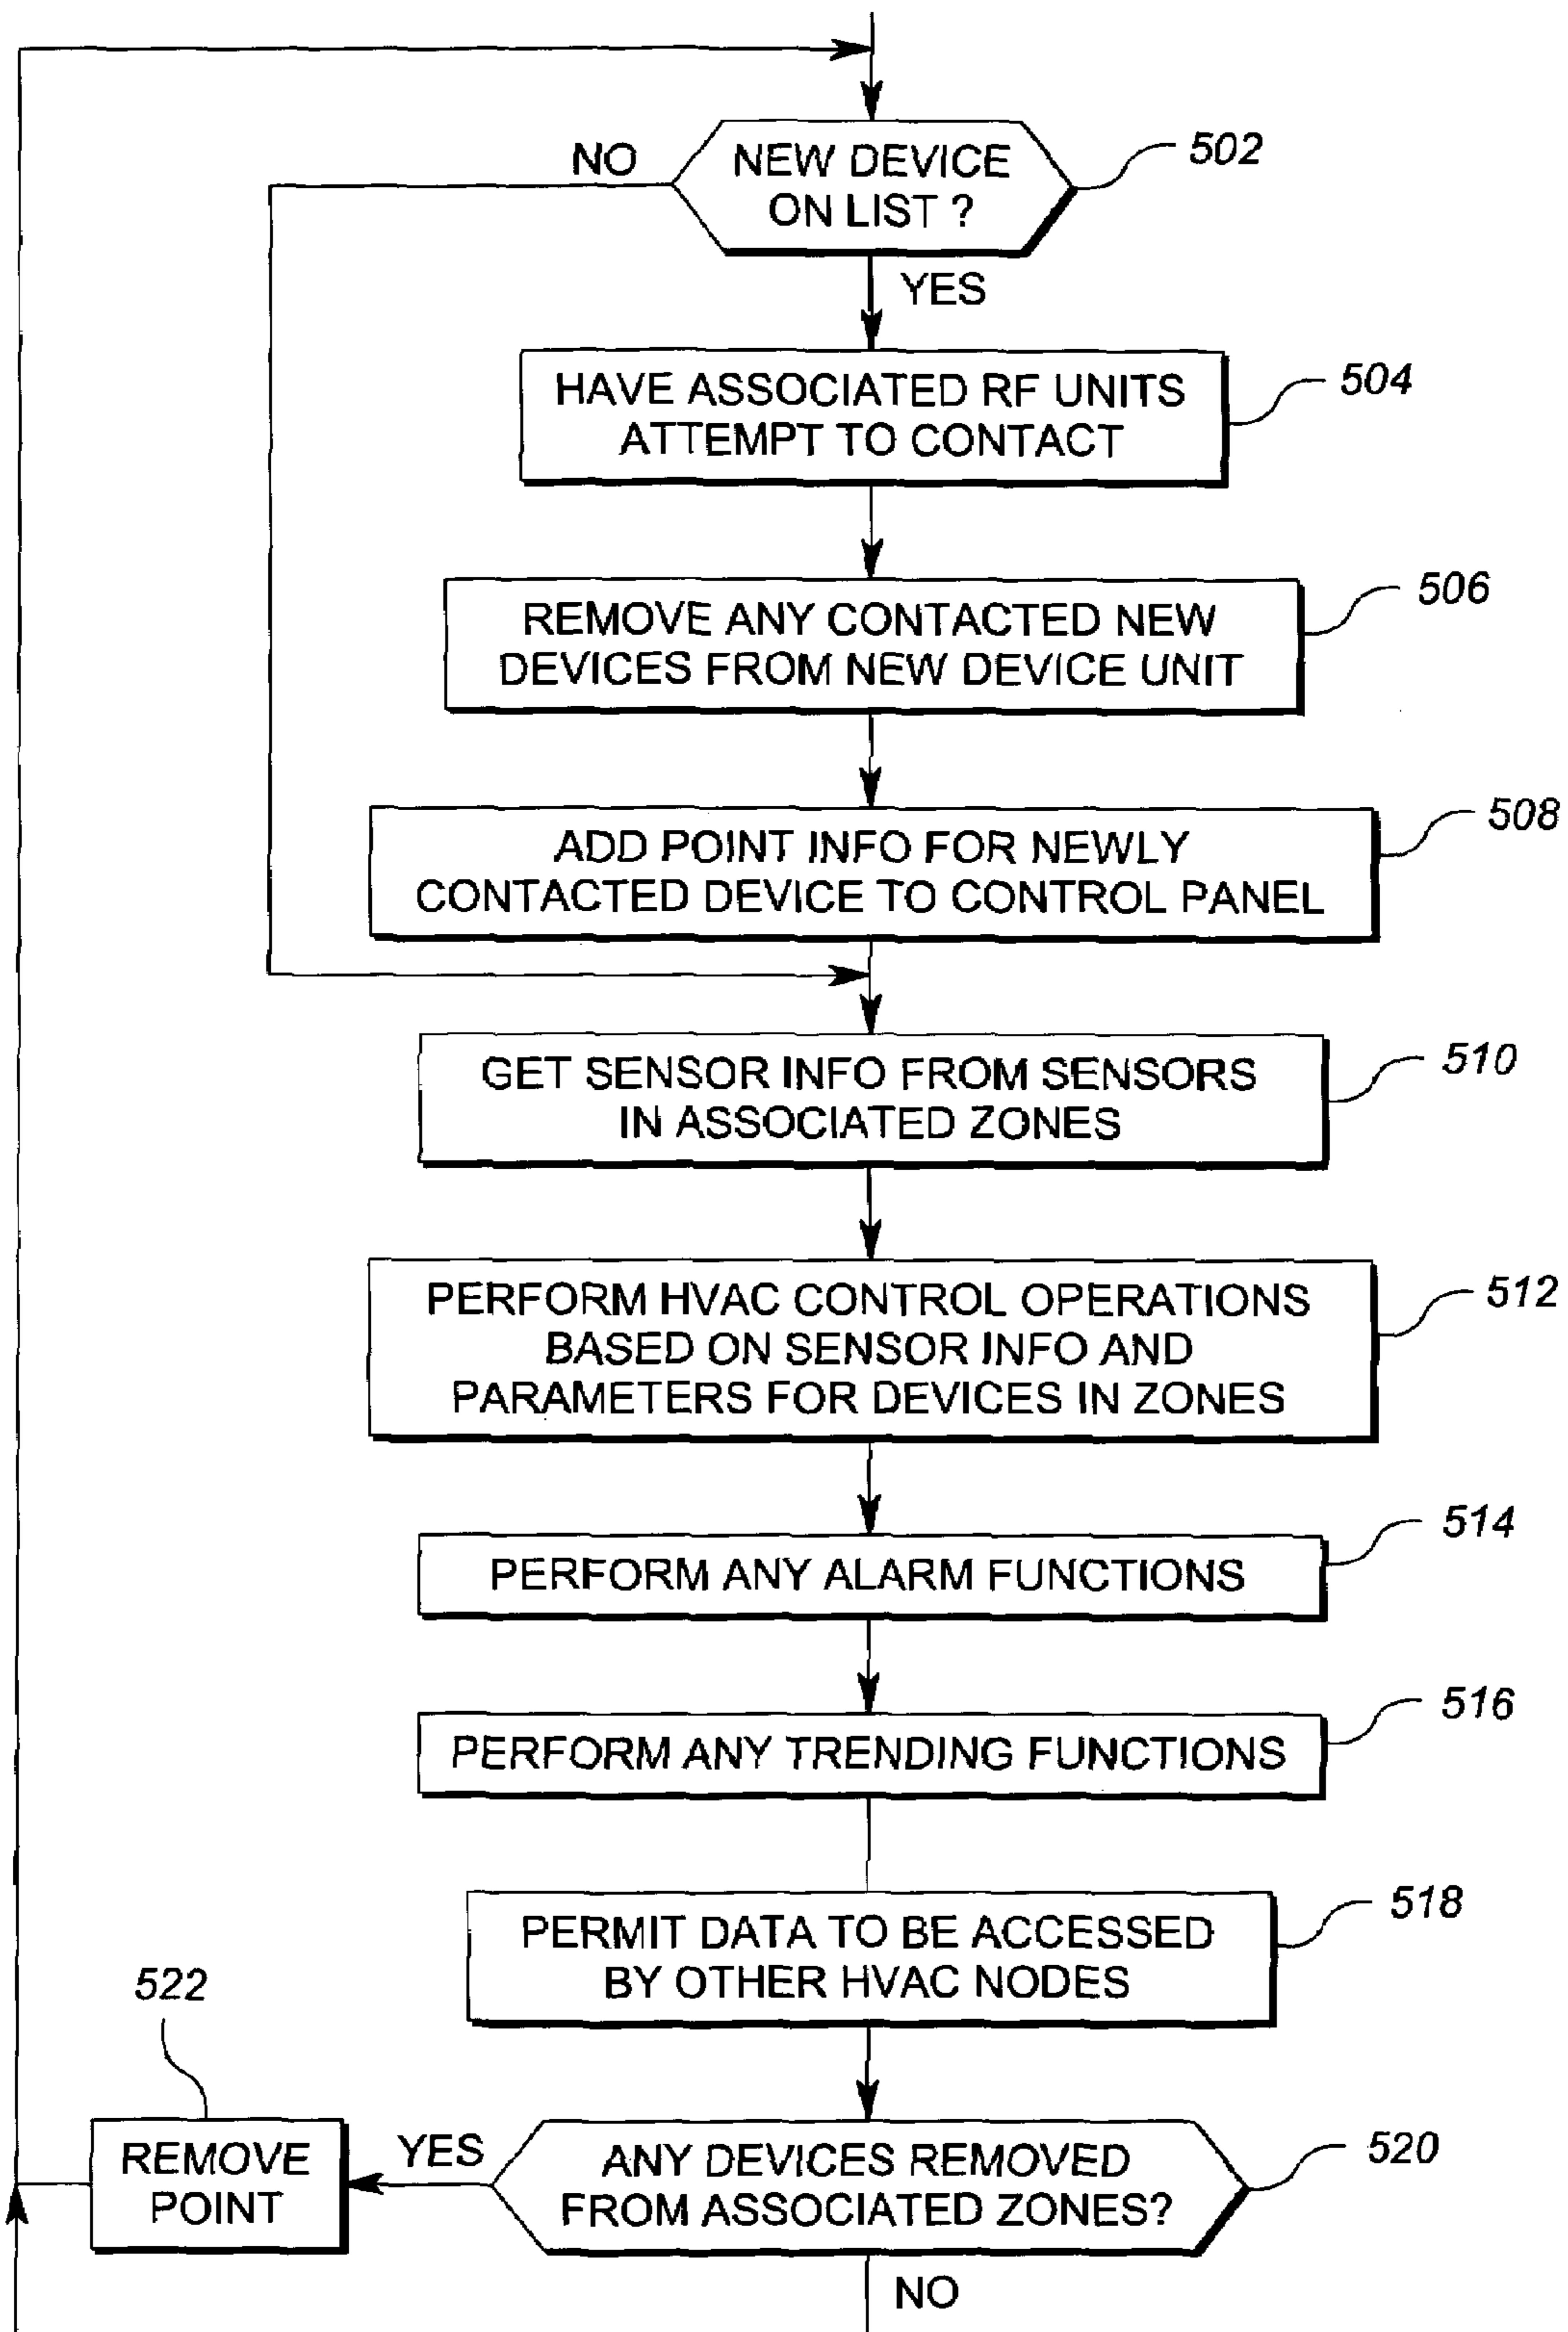 NO
NEW DEVICE
ON LIST ?
502
YES
HAVE ASSOCIATED RF UNITS
ATTEMPT TO CONTACT
504
REMOVE ANY CONTACTED NEW
DEVICES FROM NEW DEVICE UNIT
506
ADD POINT INFO FOR NEWLY
CONTACTED DEVICE TO CONTROL PANEL
508
GET SENSOR INFO FROM SENSORS
IN ASSOCIATED ZONES
510
PERFORM HVAC CONTROL OPERATIONS
BASED ON SENSOR INFO AND
PARAMETERS FOR DEVICES IN ZONES
512
PERFORM ANY ALARM FUNCTIONS
514
PERFORM ANY TRENDING FUNCTIONS
516
PERMIT DATA TO BE ACCESSED
BY OTHER HVAC NODES
518
ANY DEVICES REMOVED
FROM ASSOCIATED ZONES?
520
YES
522
REMOVE
POINT
NO